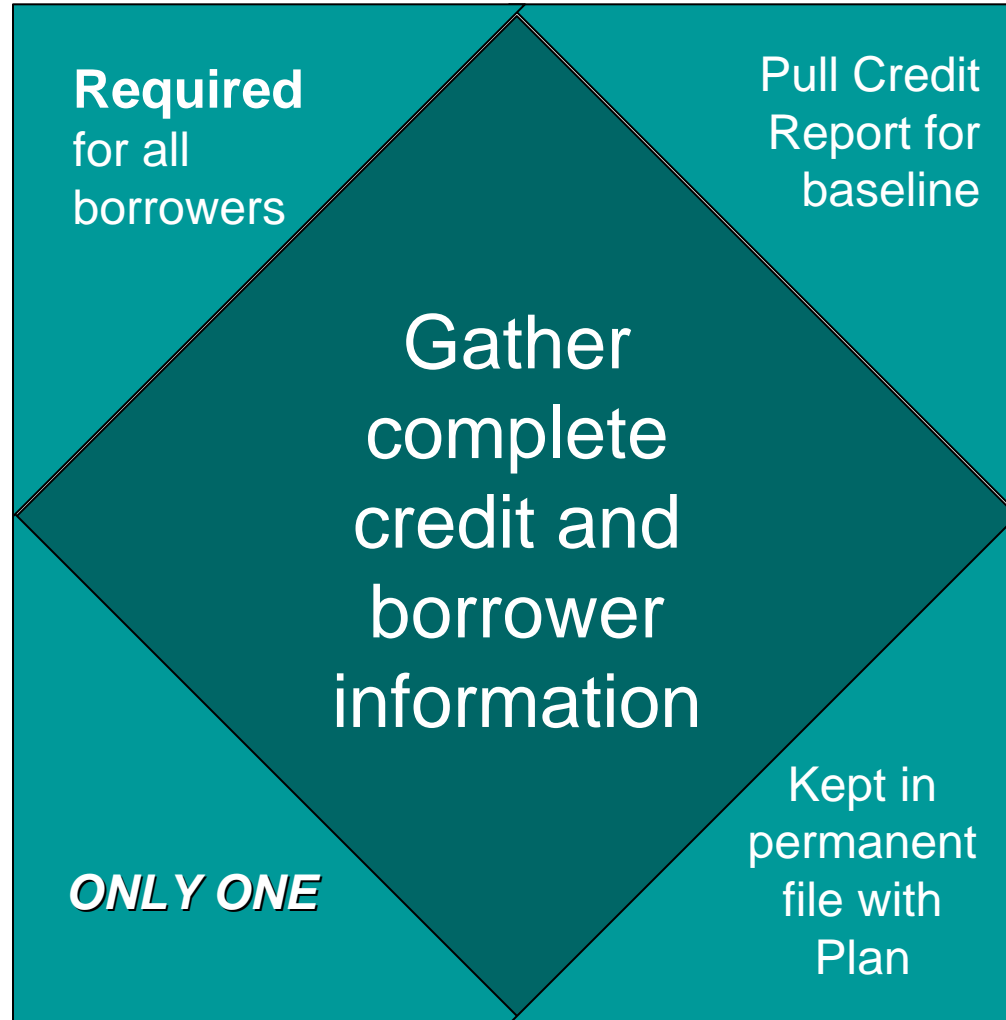 Required
for all
borrowers
Pull Credit
Report for
baseline
Gather
complete
credit and
borrower
information
ONLY ONE
Kept in
permanent
file with
Plan